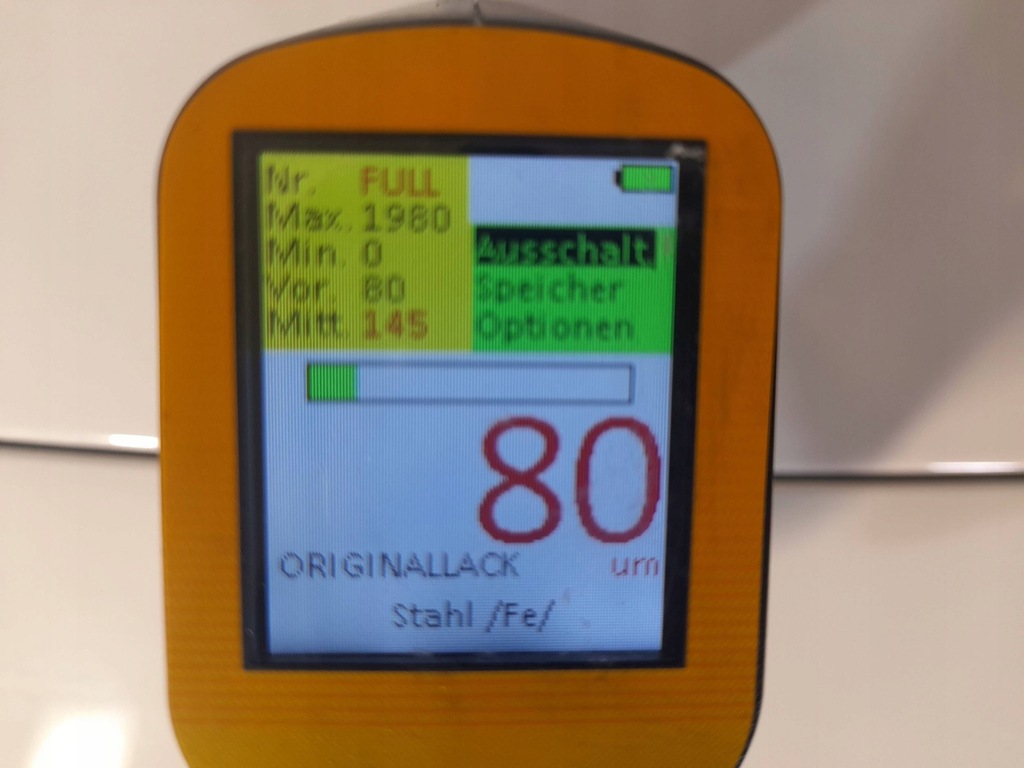 Nr. FULL
Max. 1980
Min. 0
Vor. 80
Mitt. 145
Ausschalt.
Speicher
Optionen
80
ORIGINALLACK um
Stahl /Fe/